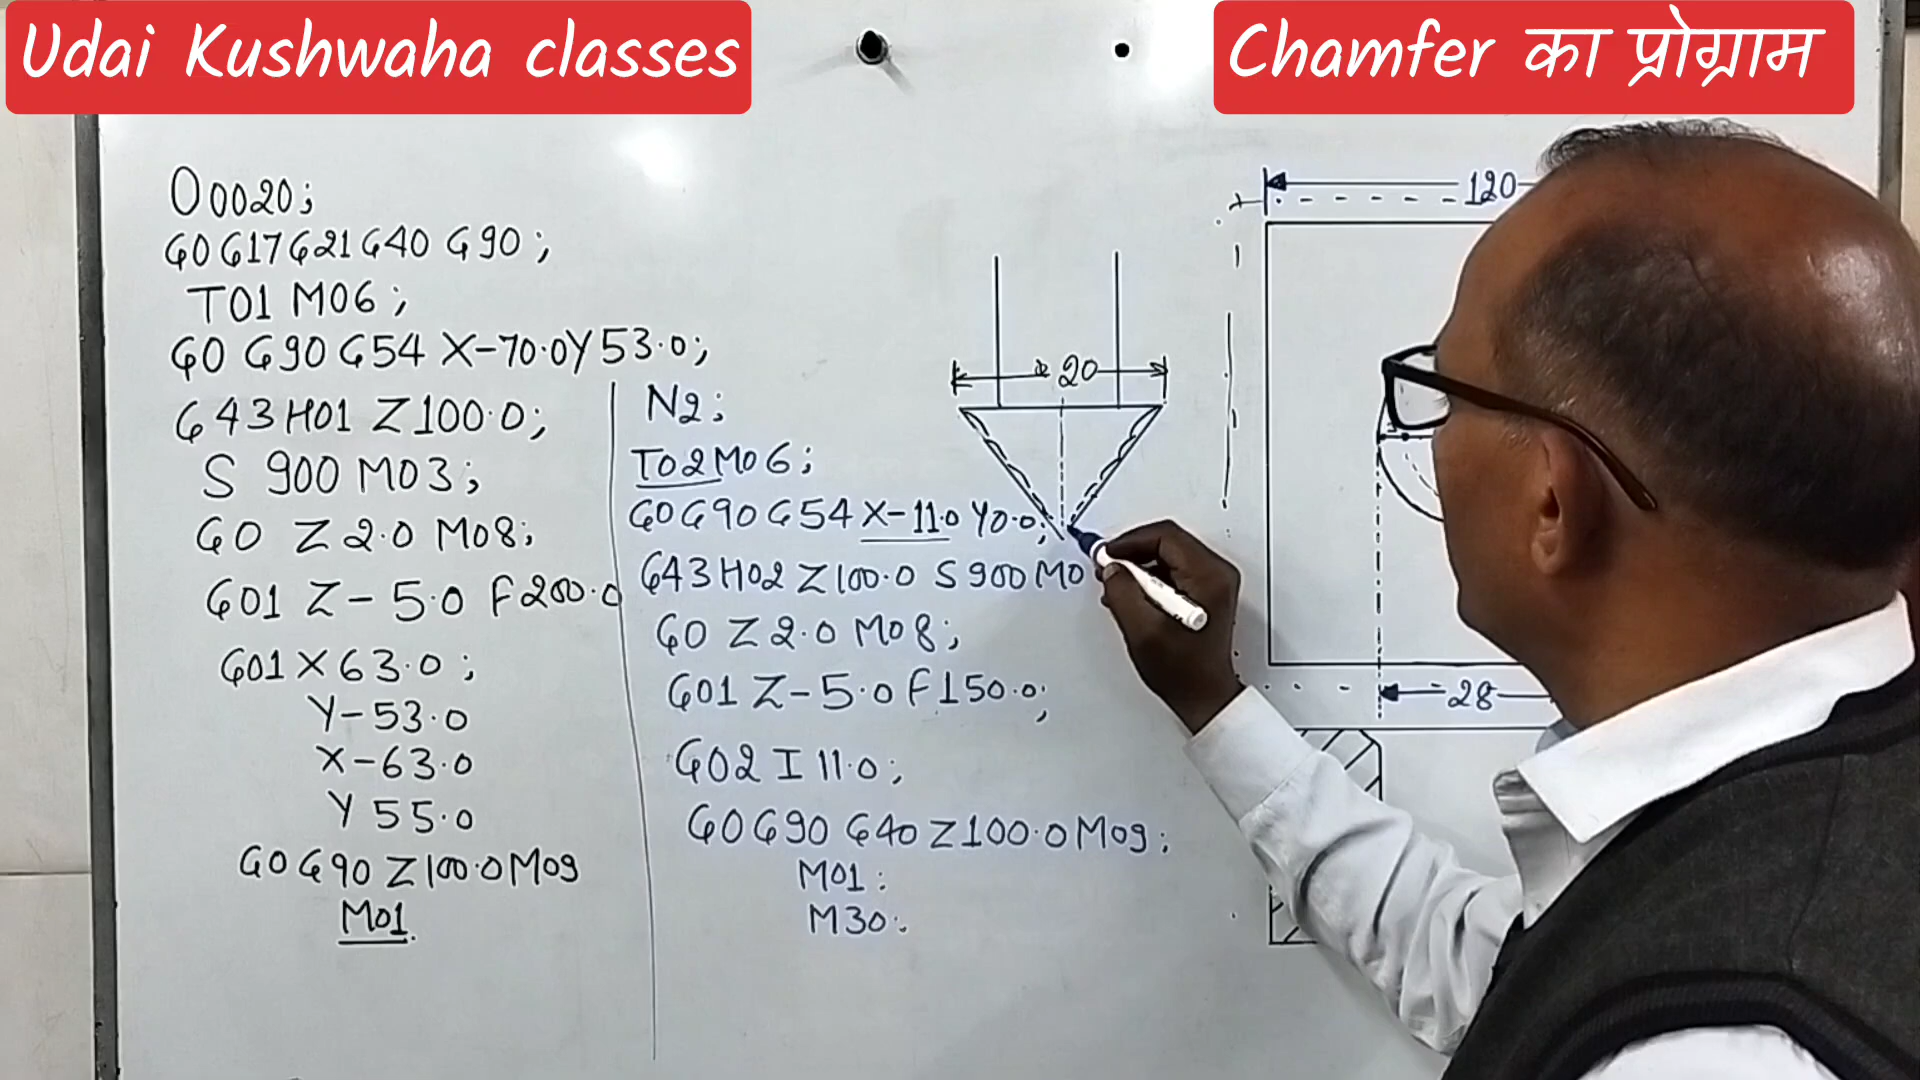 Udai Kushwaha classes
Chamfer का प्रोग्राम
O0020;
G0 G17 G21 G40 G90;
T01 M06;
G0 G90 G54 X-70.0 Y53.0;
G43 H01 Z100.0;
S 900 M03;
G0 Z2.0 M08;
G01 Z-5.0 F200.0
G01 X63.0;
Y-53.0
X-63.0
Y55.0
G0 G90 Z100.0 M09
M01
N2;
T02 M06;
G0 G90 G54 X-11.0 Y0.0;
G43 H02 Z100.0 S900 M0
G0 Z2.0 M08;
G01 Z-5.0 F150.0;
G02 I11.0;
G0 G90 G40 Z100.0 M09;
M01;
M30;
20
120
28